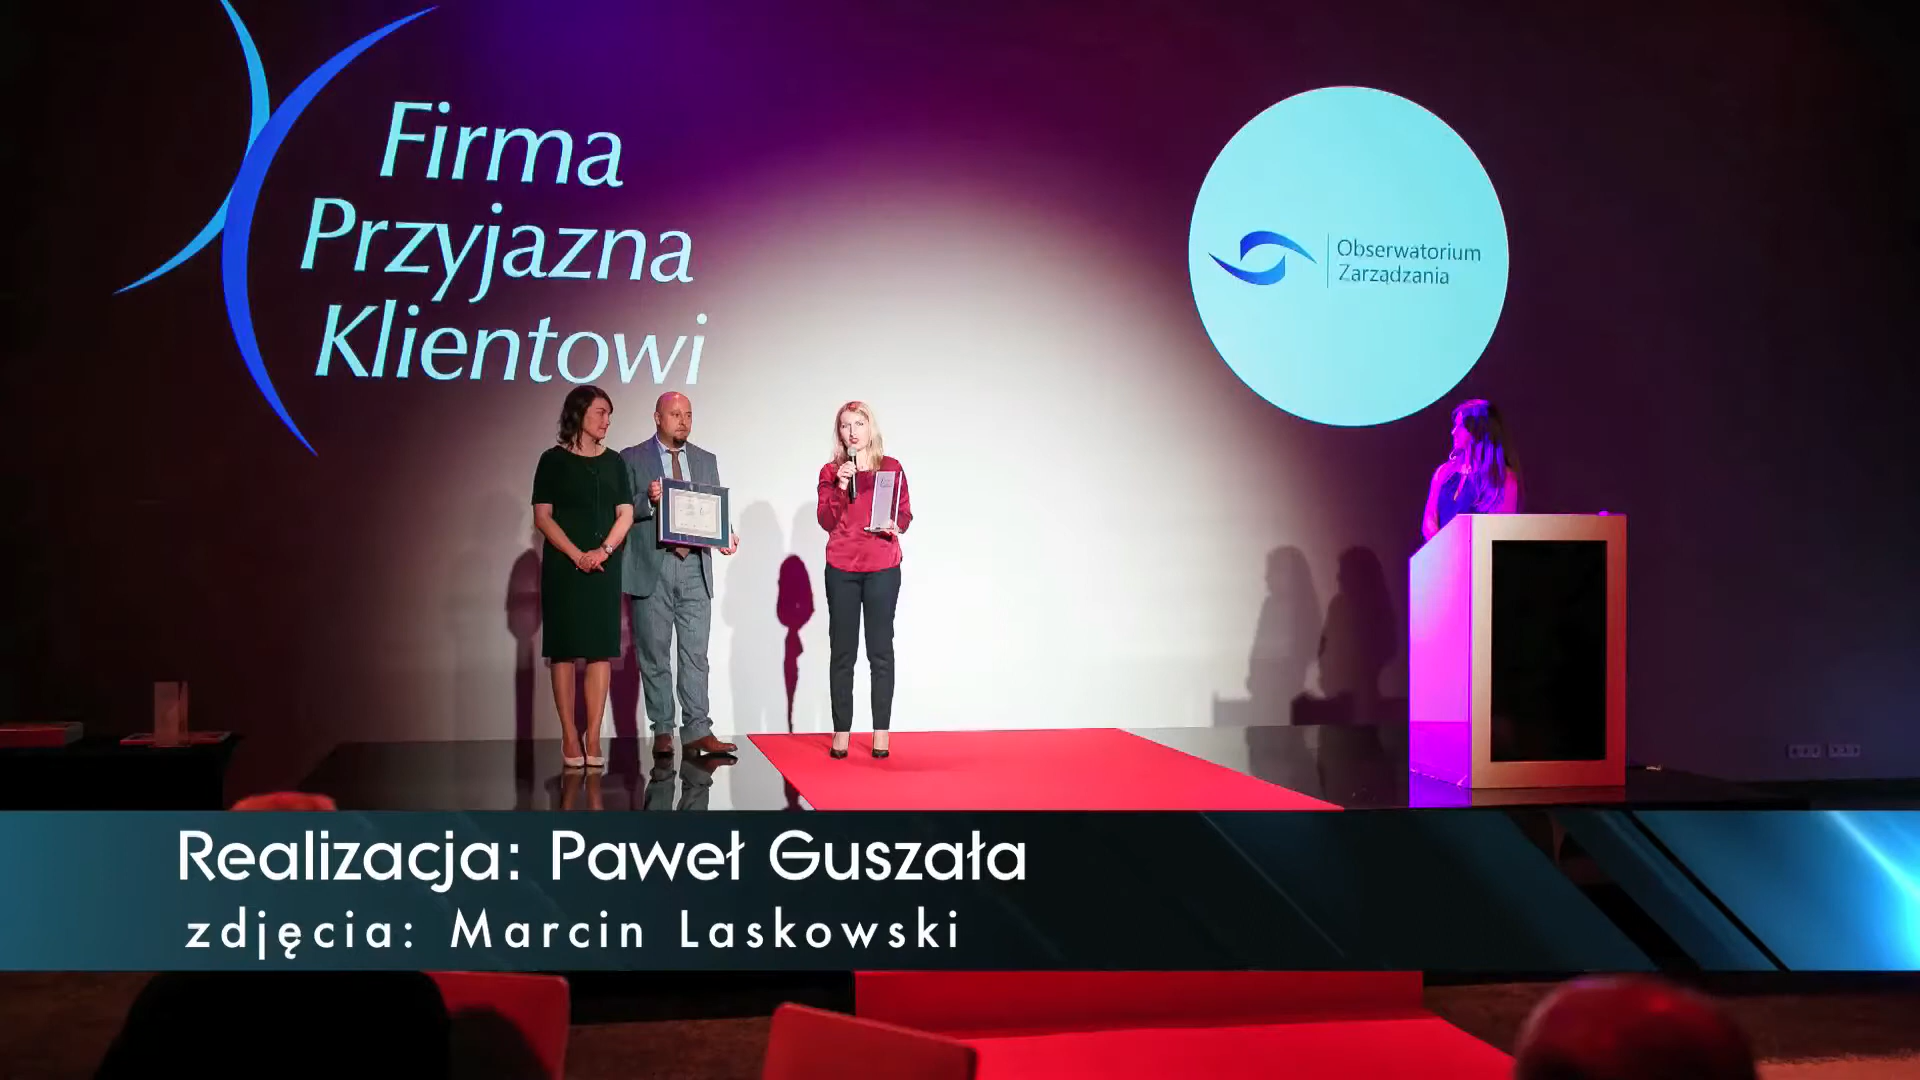 Firma
Przyjazna
Klientowi
Obserwatorium
Zarządzania
Realizacja: Paweł Guszała
zdjęcia: Marcin Laskowski